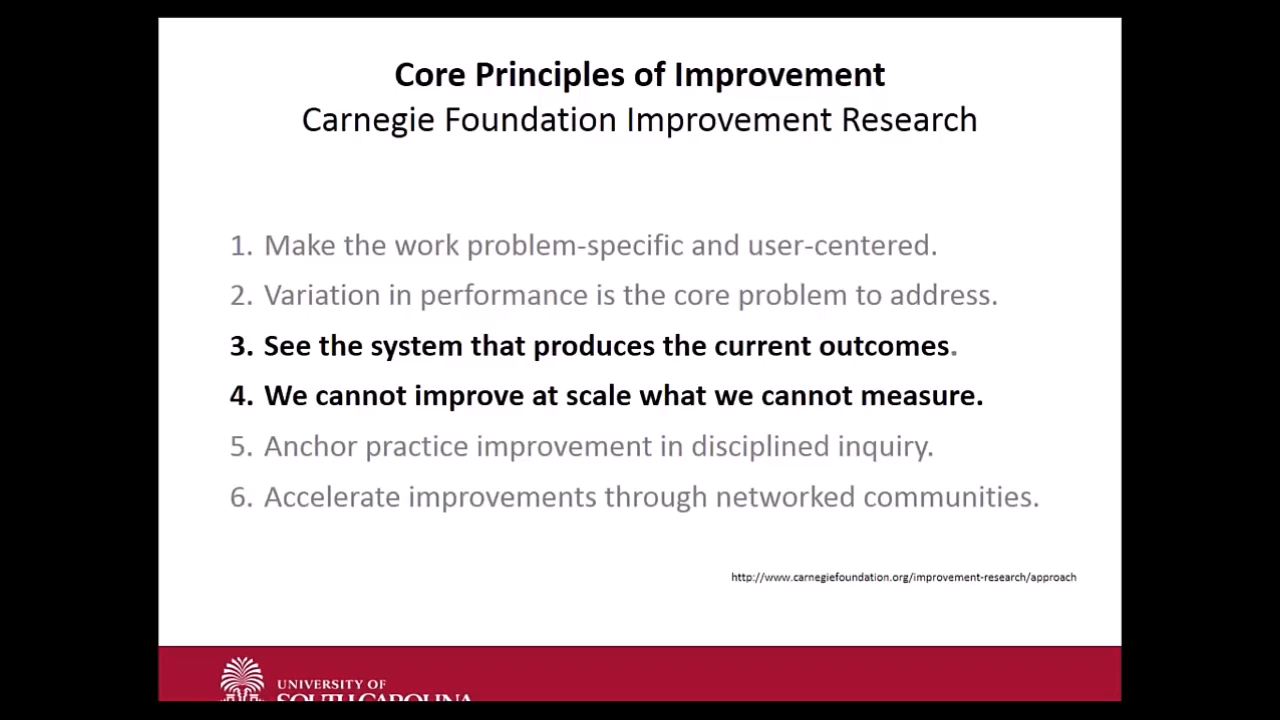 Core Principles of Improvement
Carnegie Foundation Improvement Research
1. Make the work problem-specific and user-centered.
2. Variation in performance is the core problem to address.
3. See the system that produces the current outcomes.
4. We cannot improve at scale what we cannot measure.
5. Anchor practice improvement in disciplined inquiry.
6. Accelerate improvements through networked communities.
http://www.carnegiefoundation.org/improvement-research/approach
UNIVERSITY OF
SOUTH CAROLINA